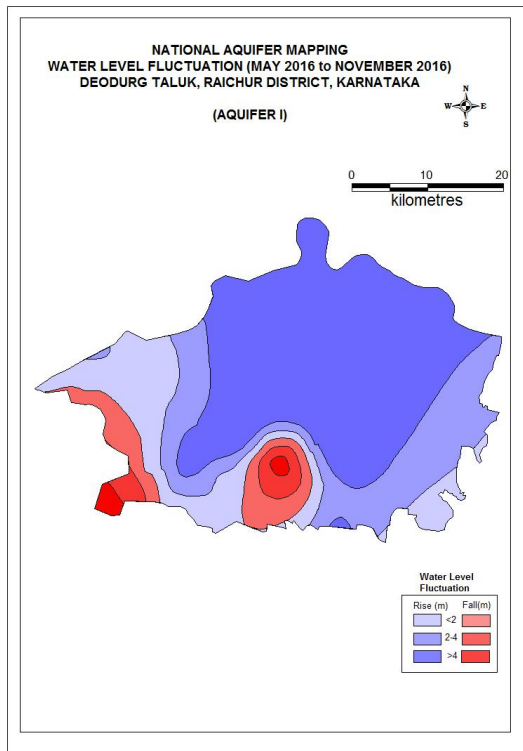 NATIONAL AQUIFER MAPPING
WATER LEVEL FLUCTUATION (MAY 2016 to NOVEMBER 2016)
DEODURG TALUK, RAICHUR DISTRICT, KARNATAKA
(AQUIFER I)
N
W E
S
0 10 20
kilometres
Water Level
Fluctuation
Rise (m) Fall(m)
<2
2-4
>4